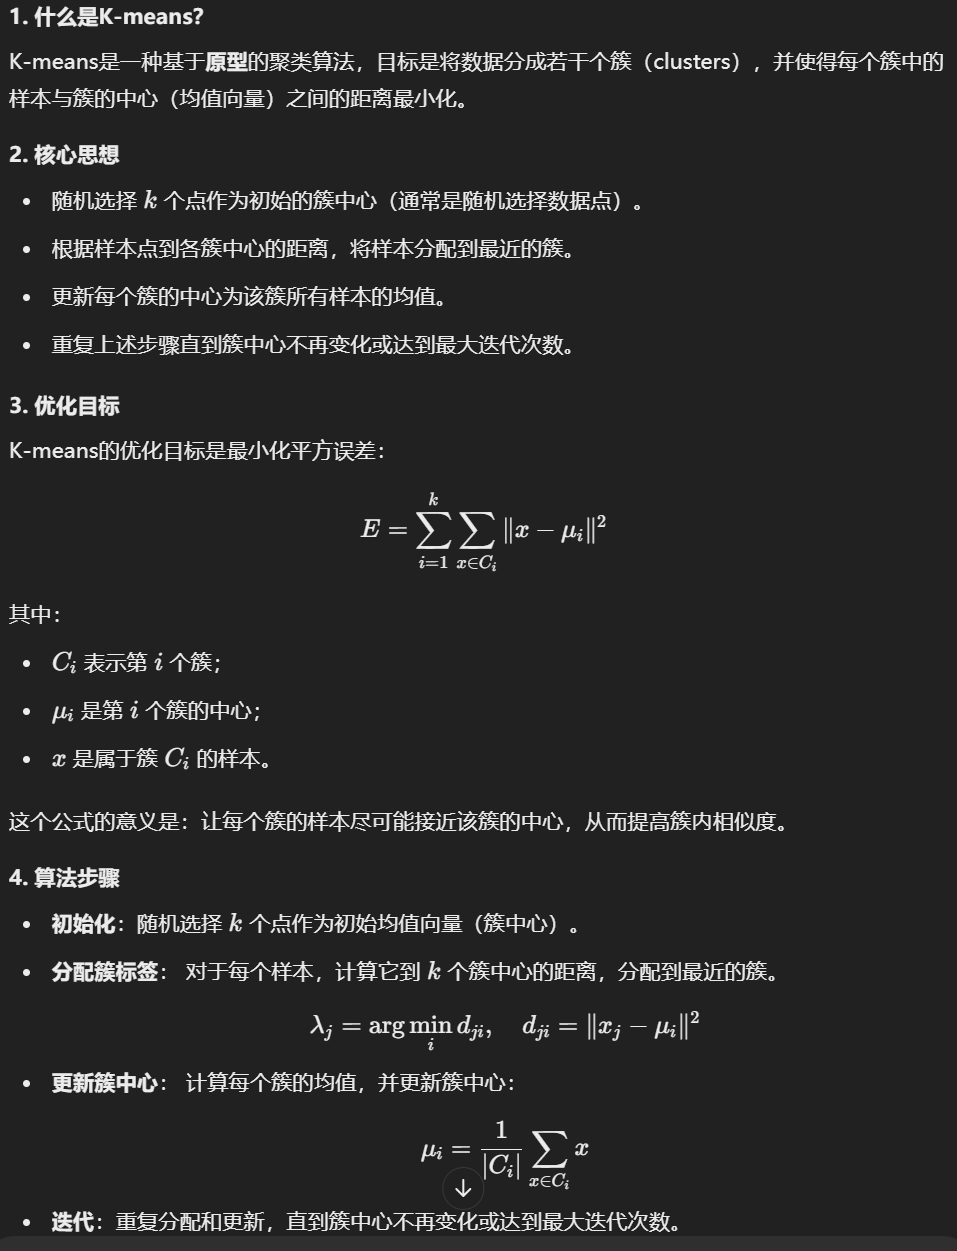 1. 什么是K-means?
K-means是一种基于原型的聚类算法，目标是将数据分成若干个簇（clusters），并使得每个簇中的
样本与簇的中心（均值向量）之间的距离最小化。
2. 核心思想
• 随机选择 k 个点作为初始的簇中心（通常是随机选择数据点）。
• 根据样本点到各簇中心的距离，将样本分配到最近的簇。
• 更新每个簇的中心为该簇所有样本的均值。
• 重复上述步骤直到簇中心不再变化或达到最大迭代次数。
3. 优化目标
K-means的优化目标是最小化平方误差：
E = ∑_{i=1}^{k} ∑_{x∈C_i} ‖x − μ_i‖²
其中：
• C_i 表示第 i 个簇；
• μ_i 是第 i 个簇的中心；
• x 是属于簇 C_i 的样本。
这个公式的意义是：让每个簇的样本尽可能接近该簇的中心，从而提高簇内相似度。
4. 算法步骤
• 初始化：随机选择 k 个点作为初始均值向量（簇中心）。
• 分配簇标签： 对于每个样本，计算它到 k 个簇中心的距离，分配到最近的簇。
λ_j = arg min_i d_{ji}, d_{ji} = ‖x_j − μ_i‖²
• 更新簇中心： 计算每个簇的均值，并更新簇中心：
μ_i = \frac{1}{|C_i|} ∑_{x∈C_i} x
• 迭代：重复分配和更新，直到簇中心不再变化或达到最大迭代次数。